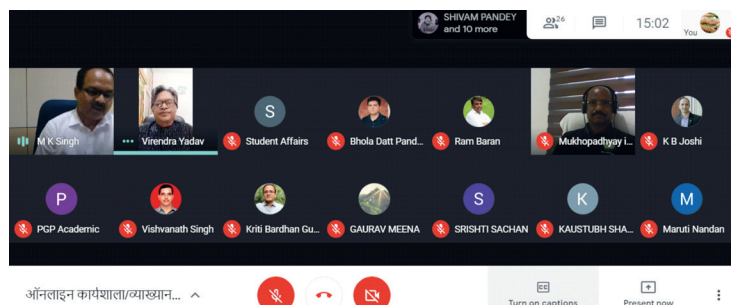 SHIVAM PANDEY
and 10 more
26
15:02
You
M K Singh
Virendra Yadav
S
Student Affairs
Bhola Datt Pand...
Ram Baran
Mukhopadhyay i...
K B Joshi
P
PGP Academic
Vishvanath Singh
Kriti Bardhan Gu...
GAURAV MEENA
S
SRISHTI SACHAN
K
KAUSTUBH SHA...
M
Maruti Nandan
ऑनलाइन कार्यशाला/व्याख्यान...
CC
Turn on captions
Present now